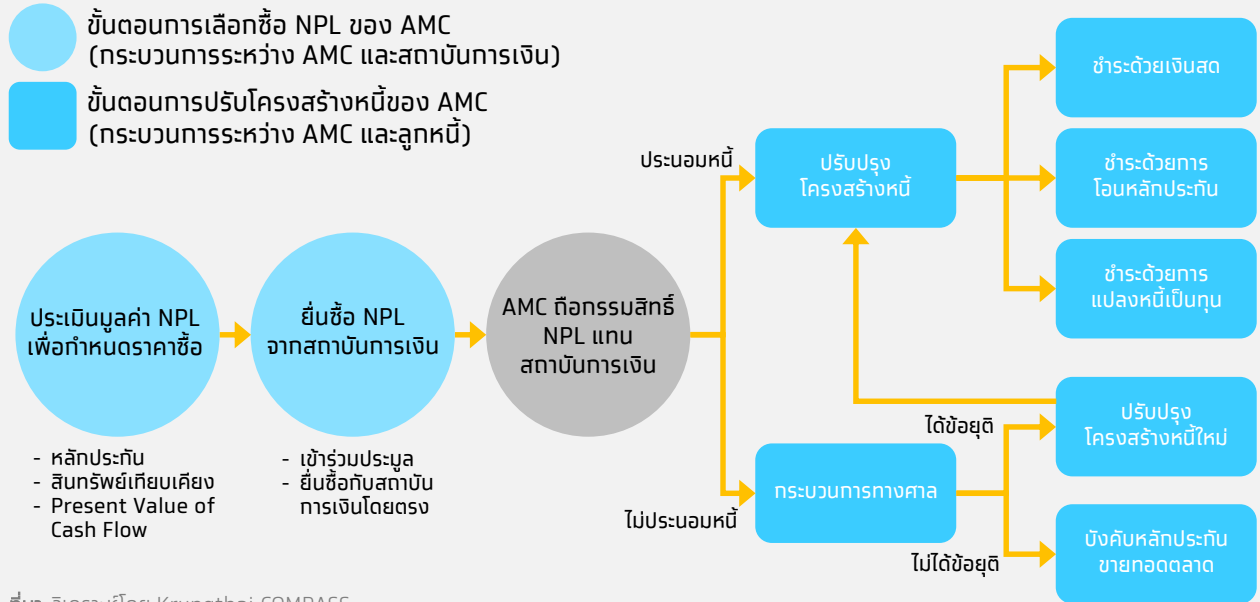 ขั้นตอนการเลือกซื้อ NPL ของ AMC
(กระบวนการระหว่าง AMC และสถาบันการเงิน)
ขั้นตอนการปรับโครงสร้างหนี้ของ AMC
(กระบวนการระหว่าง AMC และลูกหนี้)
ประเมินมูลค่า NPL
เพื่อกำหนดราคาซื้อ
- หลักประกัน
- สินทรัพย์เทียบเคียง
- Present Value of
Cash Flow
ยื่นซื้อ NPL
จากสถาบันการเงิน
- เข้าร่วมประมูล
- ยื่นซื้อกับสถาบัน
การเงินโดยตรง
AMC ถือกรรมสิทธิ์
NPL แทน
สถาบันการเงิน
ประนอมหนี้
ปรับปรุง
โครงสร้างหนี้
ชำระด้วยเงินสด
ชำระด้วยการ
โอนหลักประกัน
ชำระด้วยการ
แปลงหนี้เป็นทุน
ไม่ประนอมหนี้
กระบวนการทางศาล
ได้ข้อยุติ
ปรับปรุง
โครงสร้างหนี้ใหม่
ไม่ได้ข้อยุติ
บังคับหลักประกัน
ขายทอดตลาด
ที่มา วิเคราะห์โดย Krungthai COMPASS